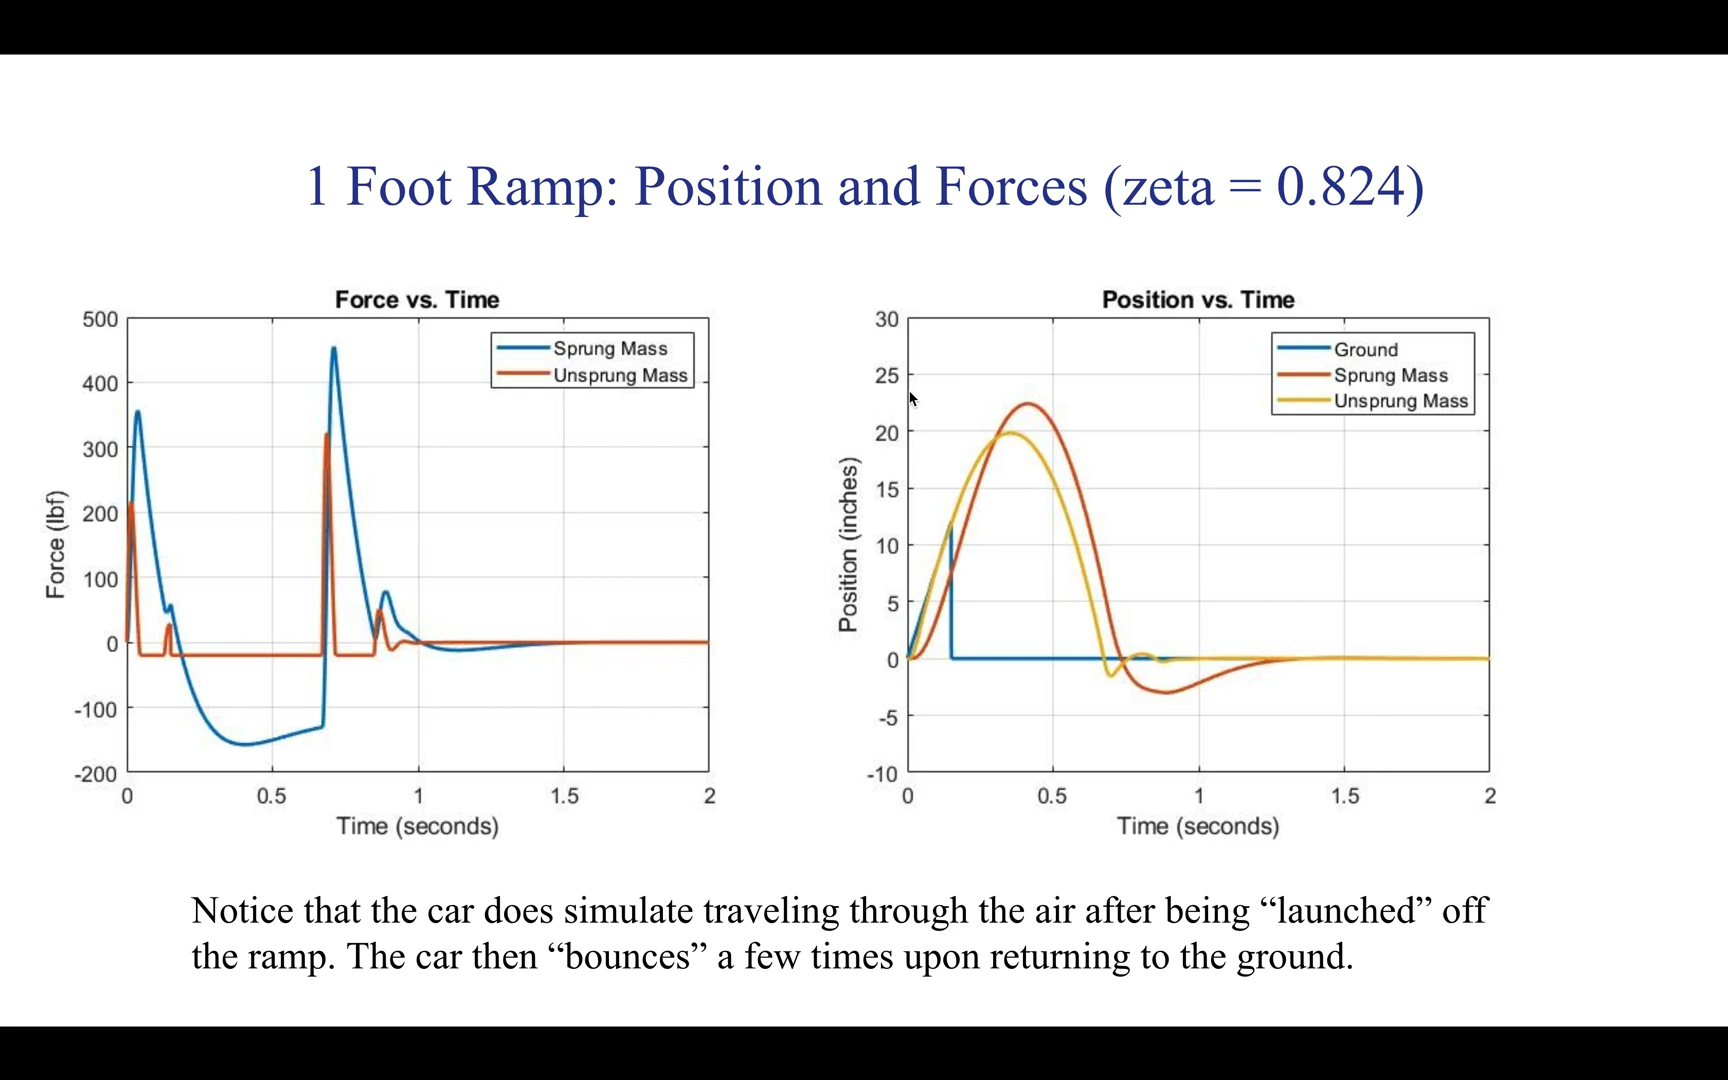 1 Foot Ramp: Position and Forces (zeta = 0.824)
Force vs. Time
500
400
300
200
100
0
-100
-200
Force (lbf)
Sprung Mass
Unsprung Mass
0 0.5 1 1.5 2
Time (seconds)
Position vs. Time
30
25
20
15
10
5
0
-5
-10
Position (inches)
Ground
Sprung Mass
Unsprung Mass
0 0.5 1 1.5 2
Time (seconds)
Notice that the car does simulate traveling through the air after being “launched” off
the ramp. The car then “bounces” a few times upon returning to the ground.